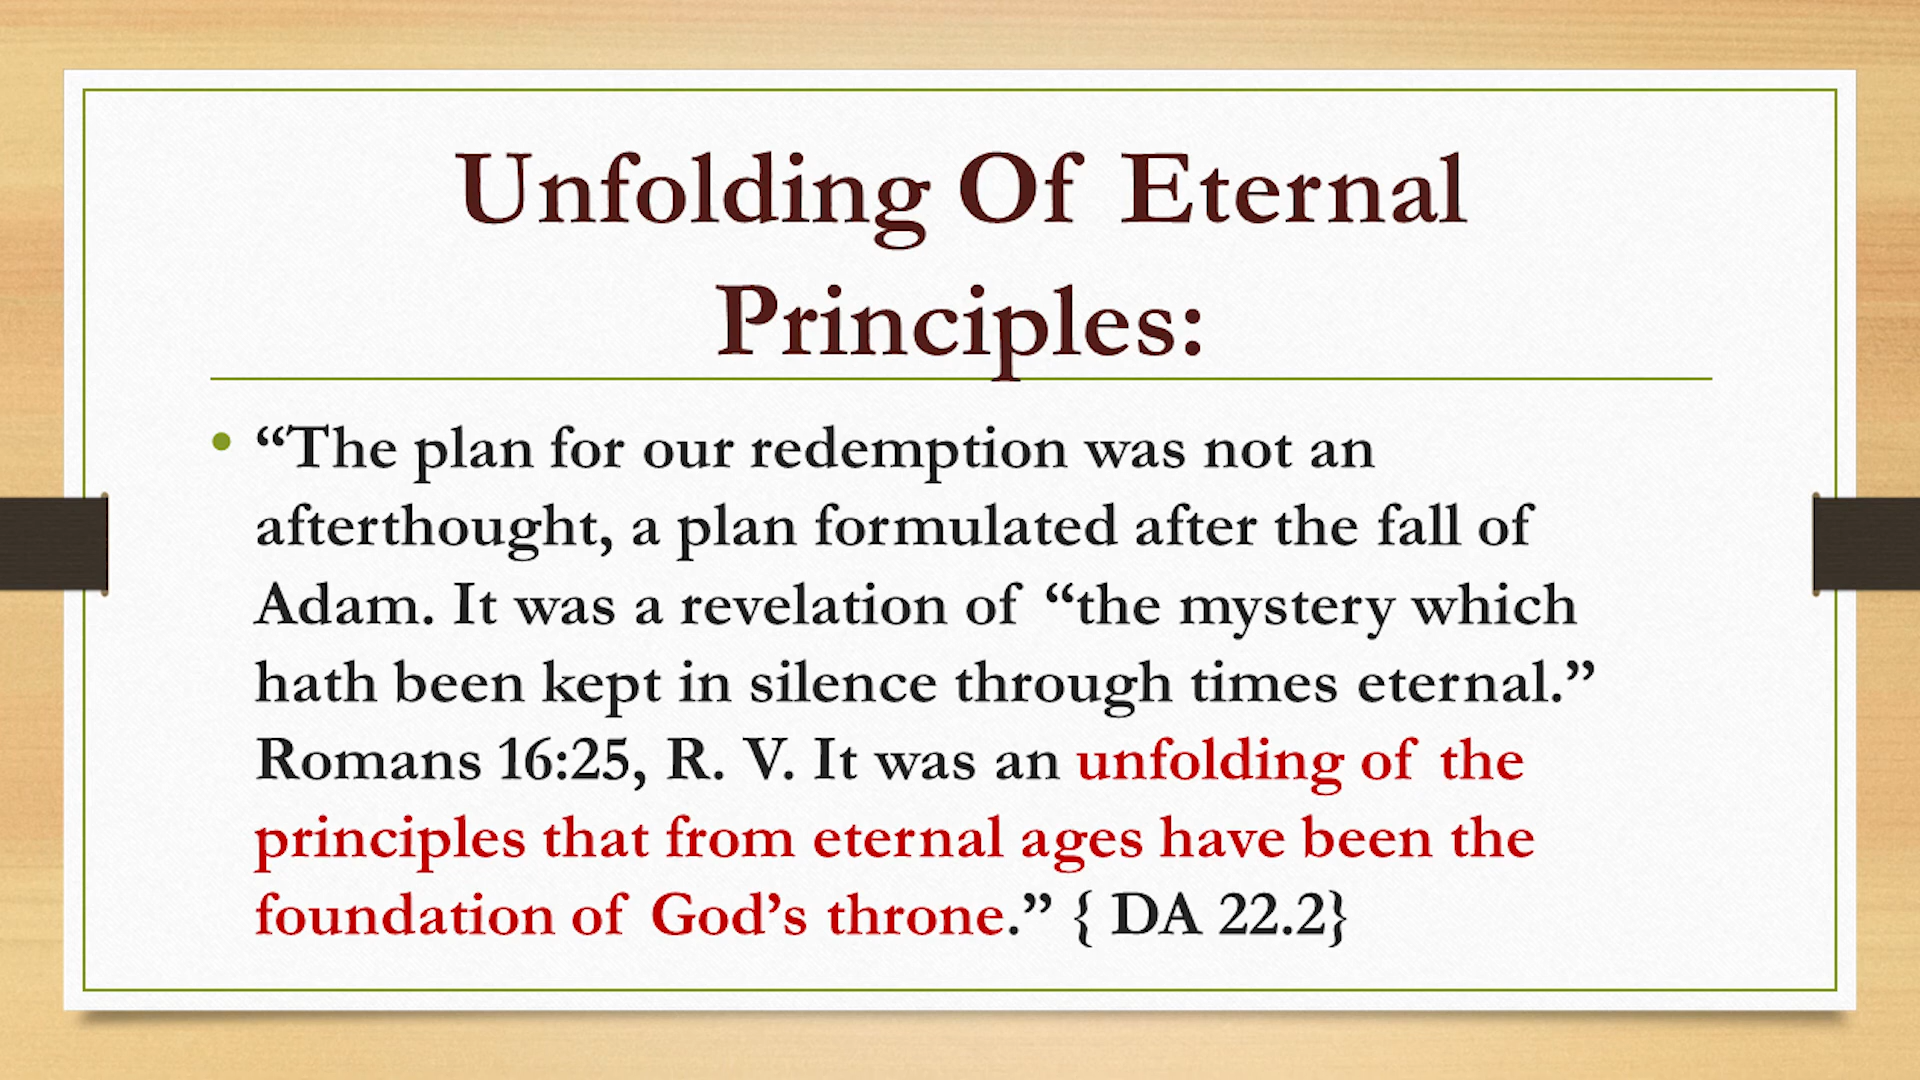 Unfolding Of Eternal
Principles:
• “The plan for our redemption was not an
afterthought, a plan formulated after the fall of
Adam. It was a revelation of “the mystery which
hath been kept in silence through times eternal.”
Romans 16:25, R. V. It was an unfolding of the
principles that from eternal ages have been the
foundation of God’s throne.” { DA 22.2}